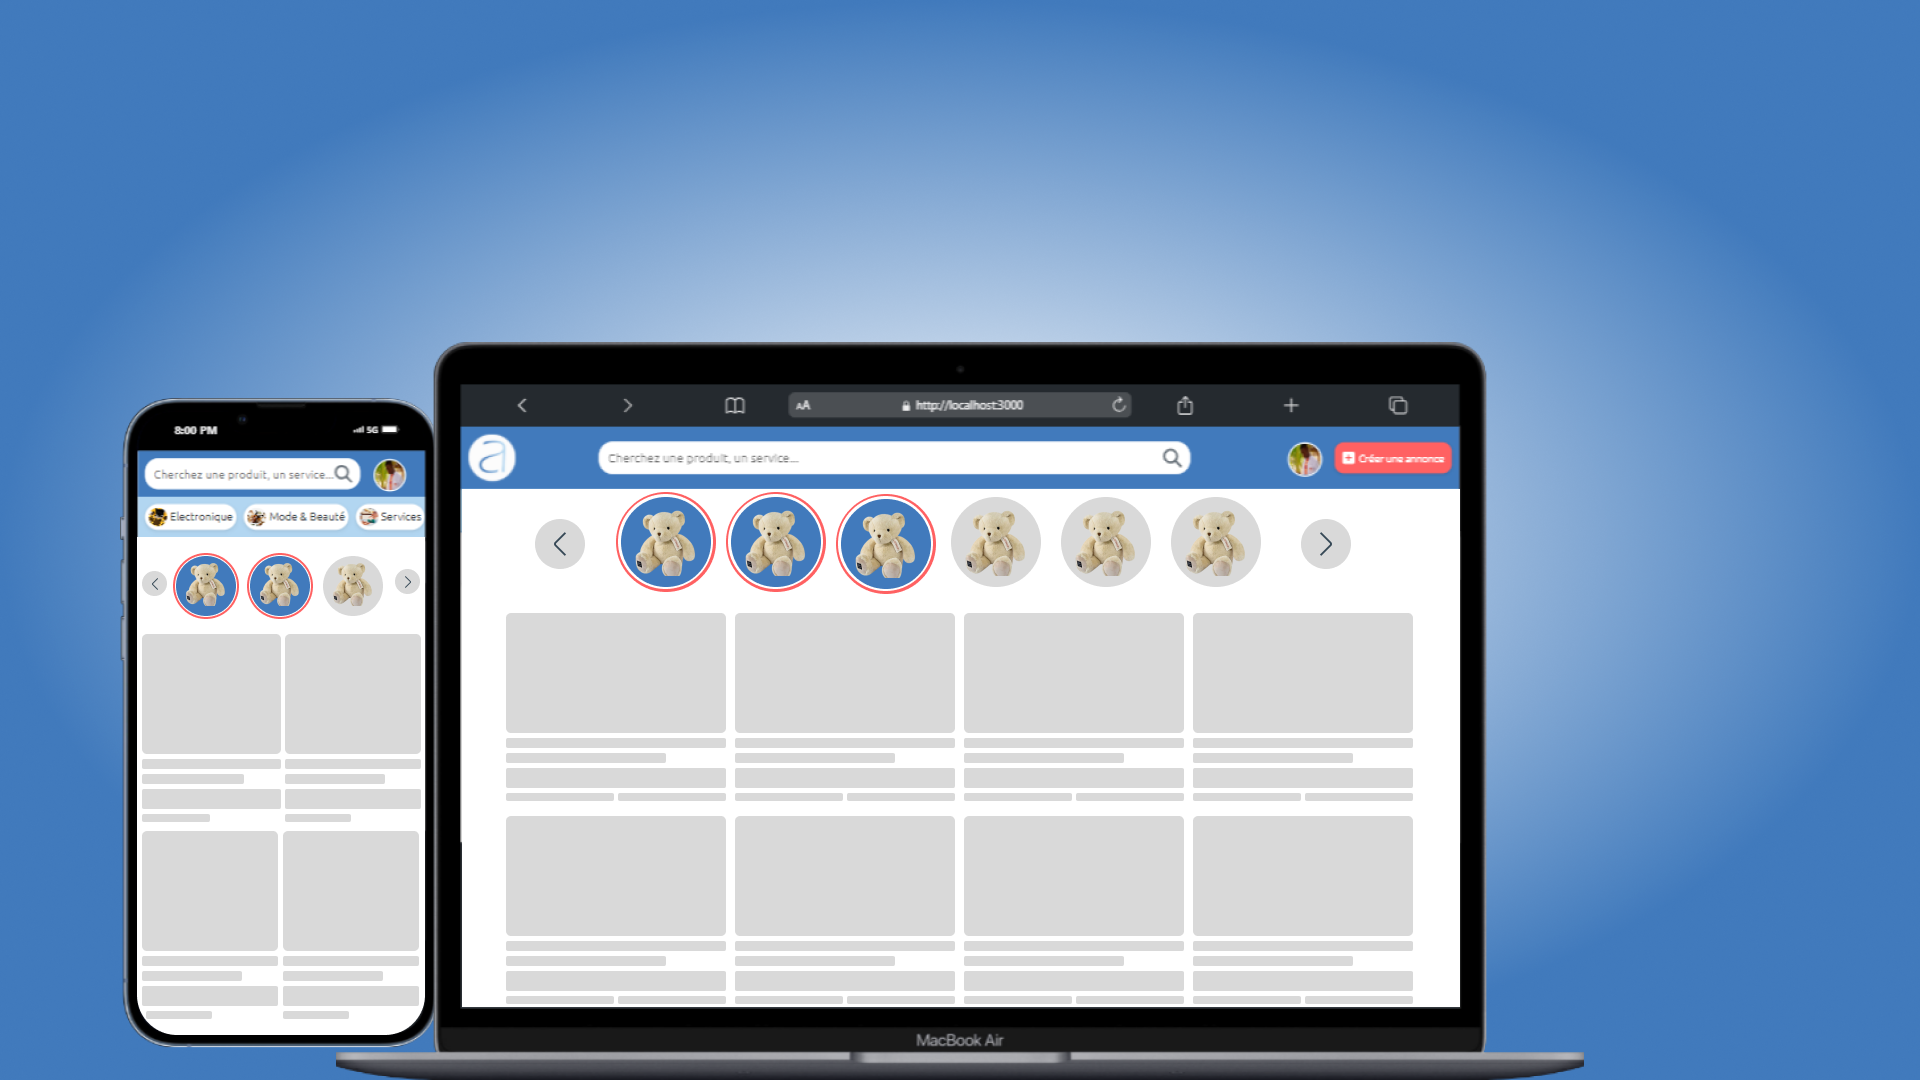 8:00 PM
5G
Cherchez une produit, un service...
Electronique
Mode & Beauté
Services
AA
http://localhost:3000
a
Cherchez une produit, un service...
Créer une annonce
MacBook Air